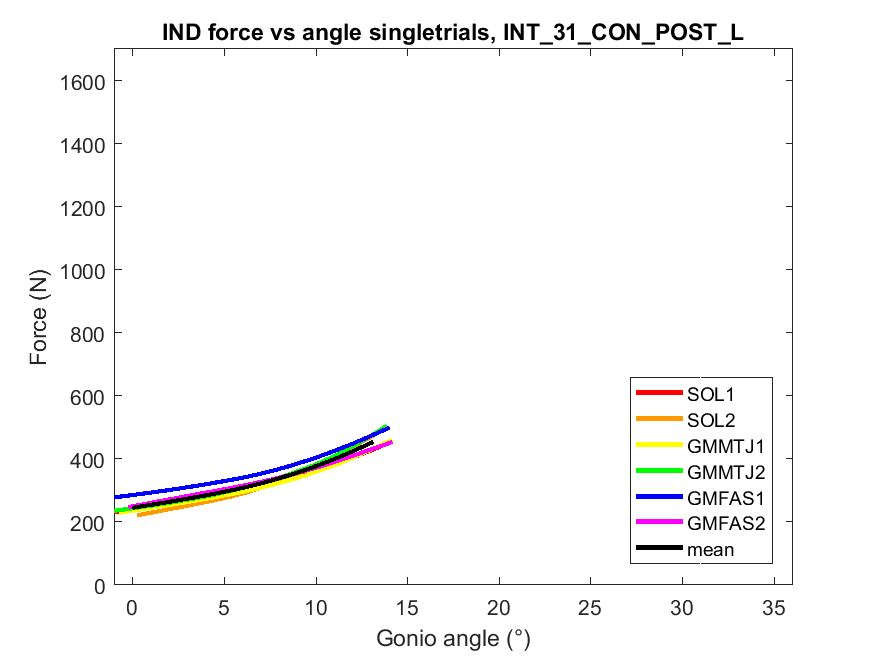 IND force vs angle singletrials, INT_31_CON_POST_L
1600
1400
1200
1000
800
600
400
200
0
Force (N)
0 5 10 15 20 25 30 35
Gonio angle (°)
SOL1
SOL2
GMMTJ1
GMMTJ2
GMFAS1
GMFAS2
mean